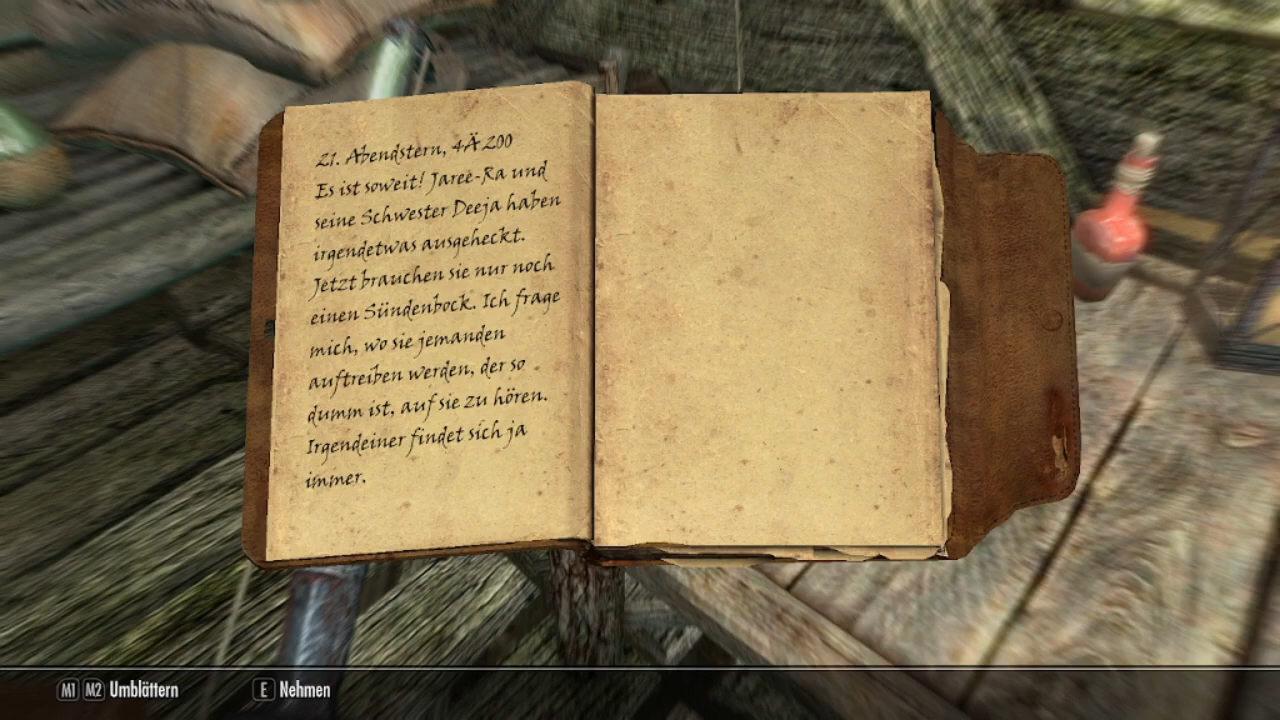 21. Abendstern, 4Ä 200
Es ist soweit! Jaree-Ra und
seine Schwester Deeja haben
irgendetwas ausgeheckt.
Jetzt brauchen sie nur noch
einen Sündenbock. Ich frage
mich, wo sie jemanden
auftreiben werden, der so
dumm ist, auf sie zu hören.
Irgendeiner findet sich ja
immer.
M1 M2 Umblättern E Nehmen